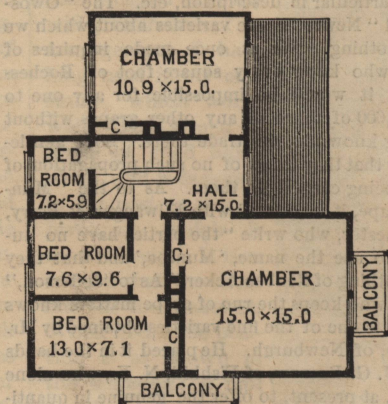 CHAMBER
10.9 × 15.0.
C
BED
ROOM
7.2 × 5.9
HALL
7.2 × 15.0.
BED ROOM
7.6 × 9.6
C
CHAMBER
15.0 × 15.0
BED ROOM
13.0 × 7.1
C
BALCONY
BALCONY